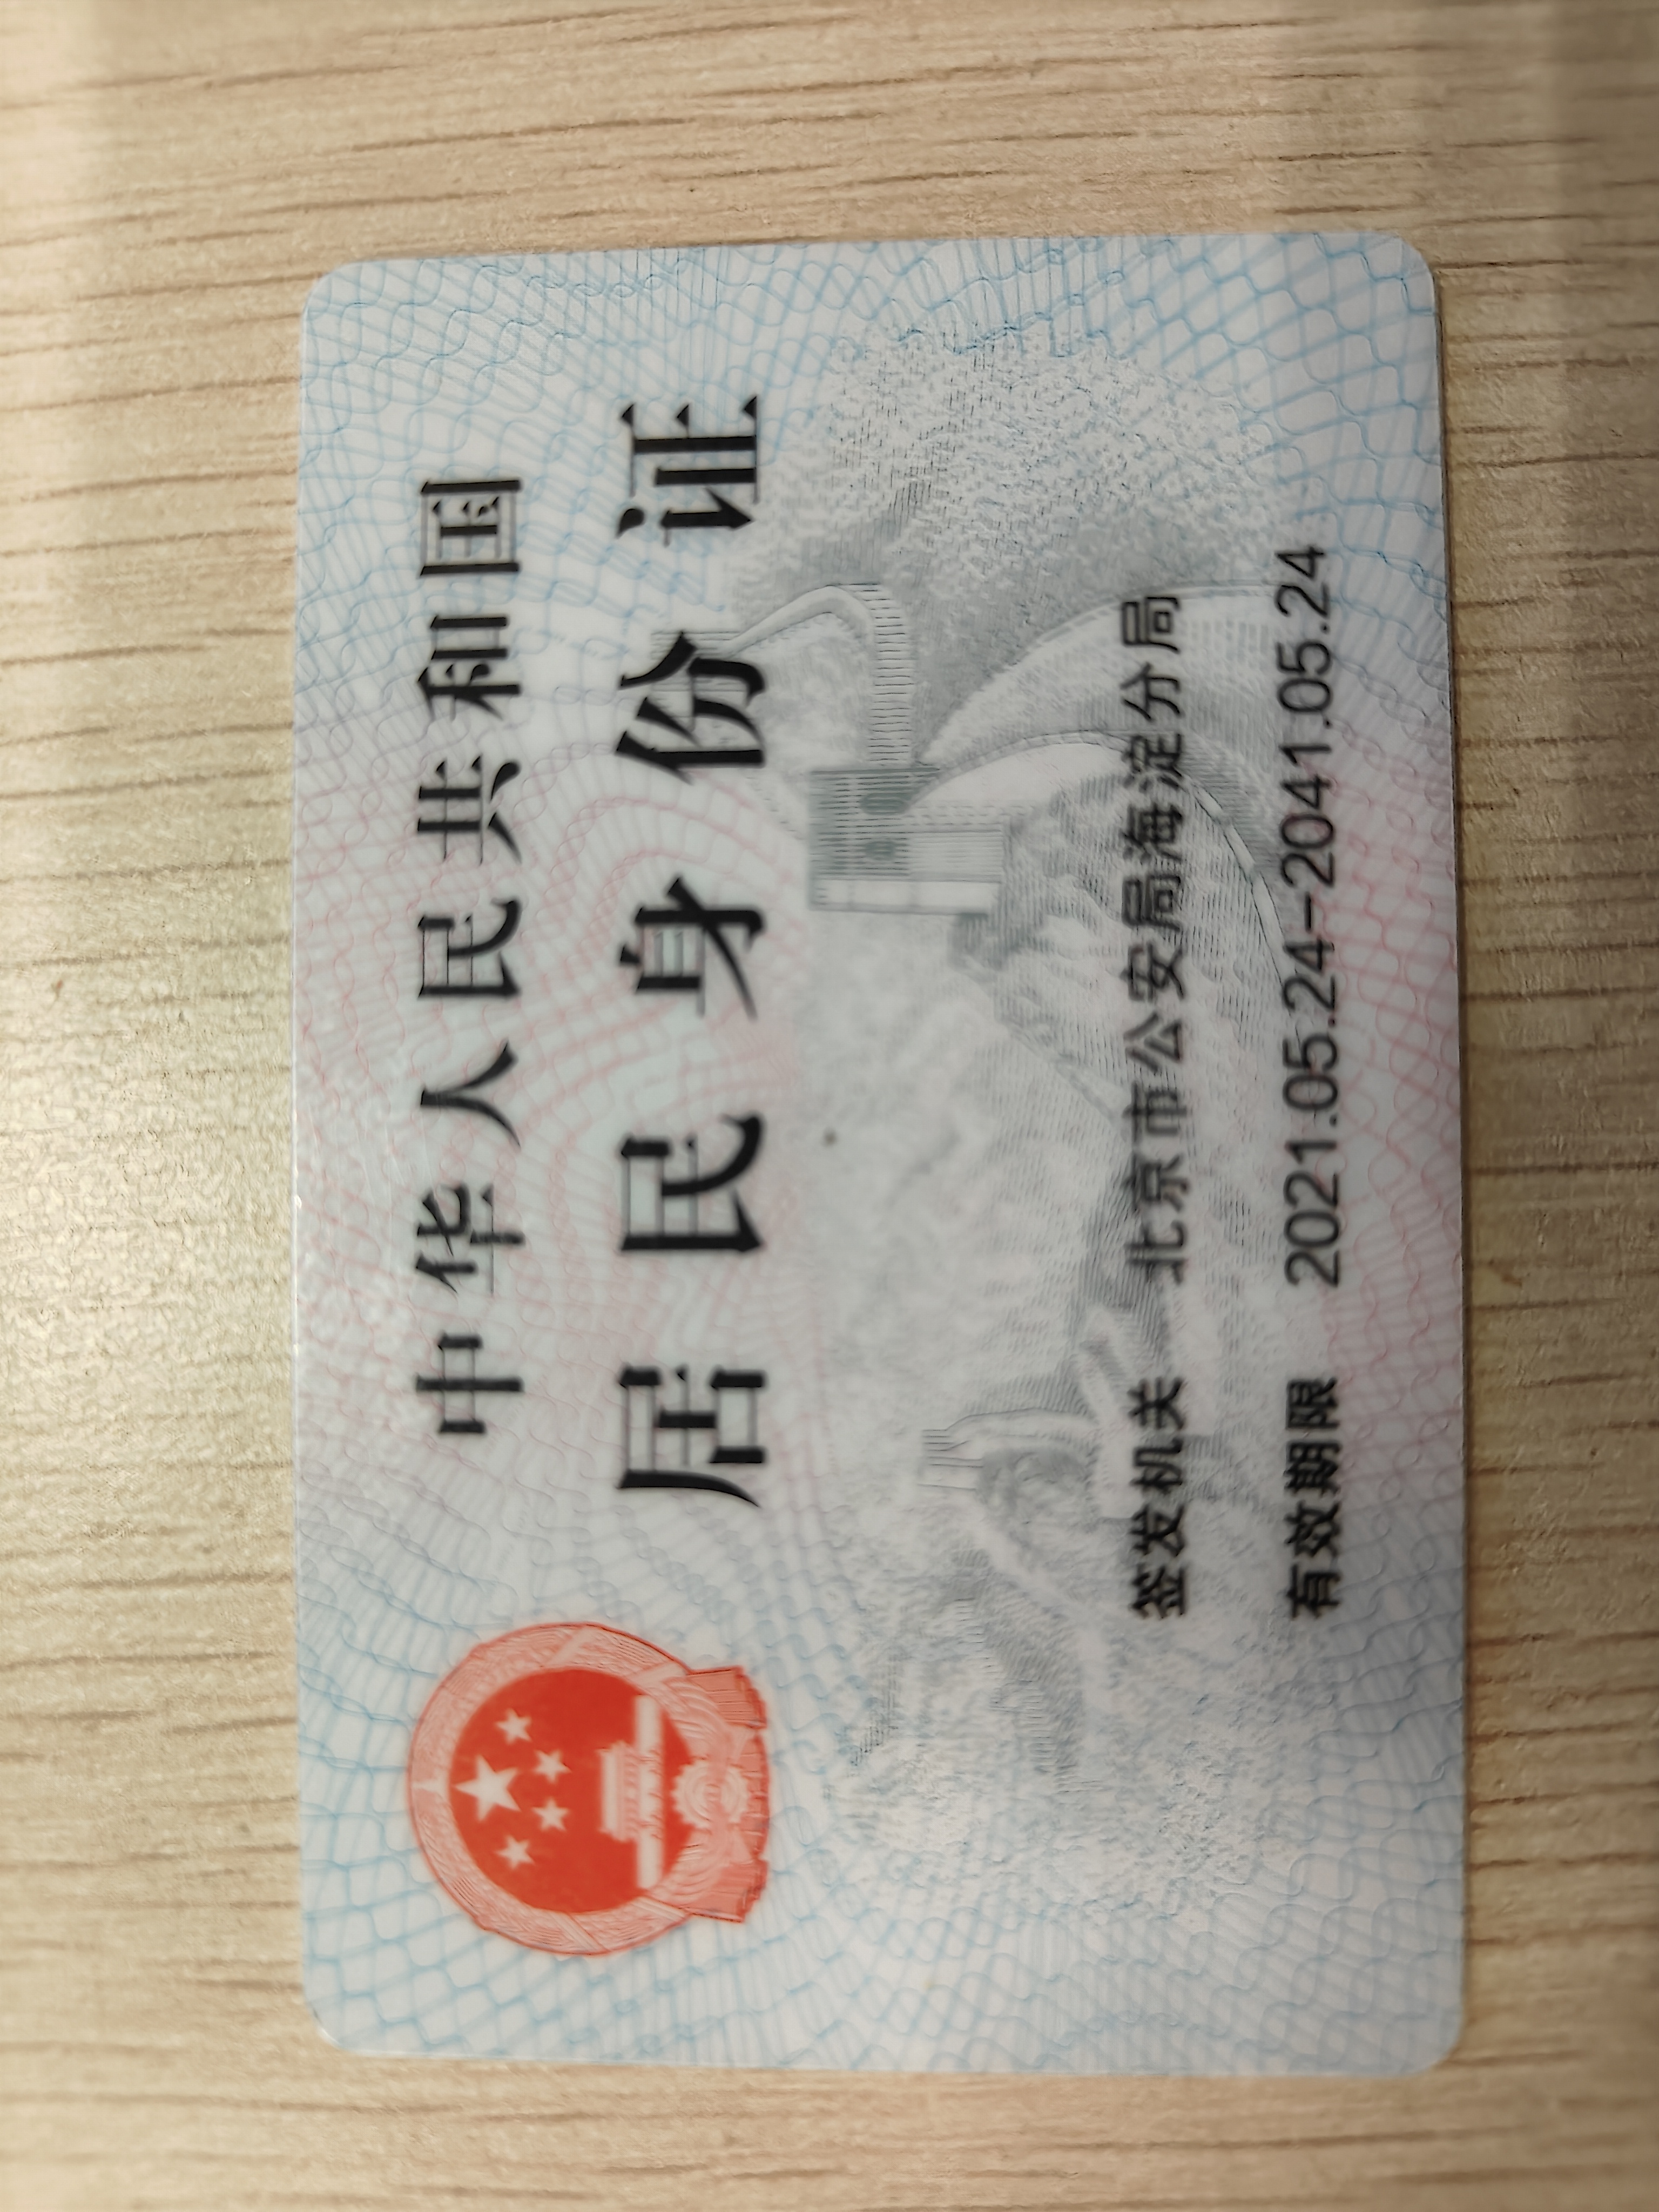 中华人民共和国
居民身份证
签发机关 北京市公安局海淀分局
有效期限 2021.05.24-2041.05.24